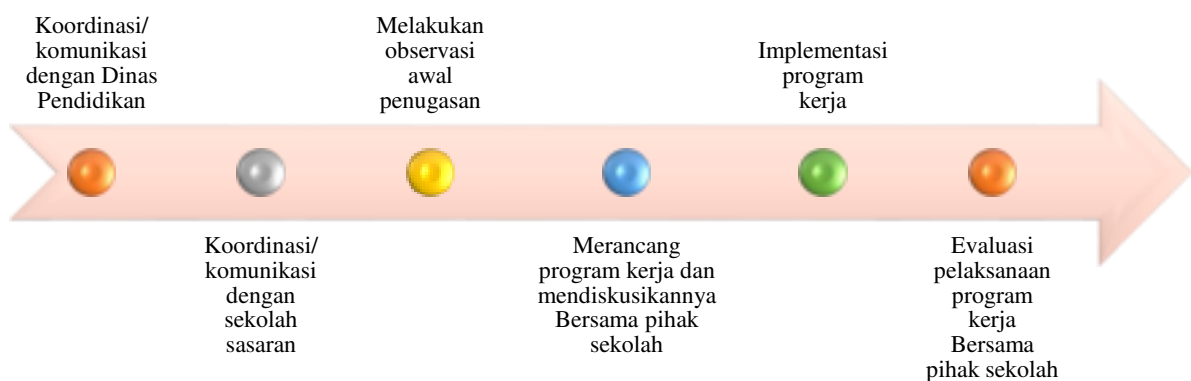 Koordinasi/
komunikasi
dengan Dinas
Pendidikan
Koordinasi/
komunikasi
dengan
sekolah
sasaran
Melakukan
observasi
awal
penugasan
Merancang
program kerja dan
mendiskusikannya
Bersama pihak
sekolah
Implementasi
program
kerja
Evaluasi
pelaksanaan
program
kerja
Bersama
pihak sekolah